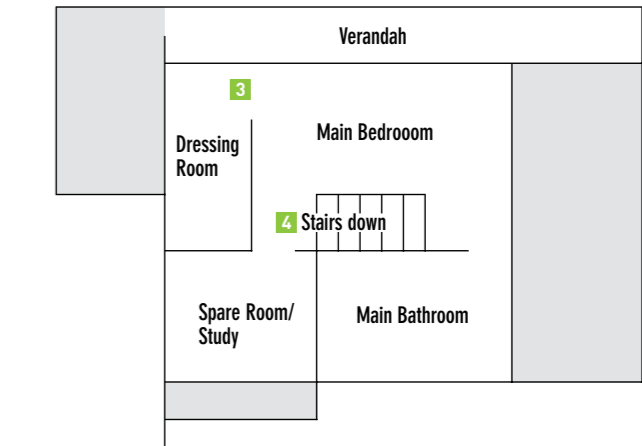 Verandah
3
Dressing
Room
Main Bedrooom
4 Stairs down
Spare Room/
Study
Main Bathroom